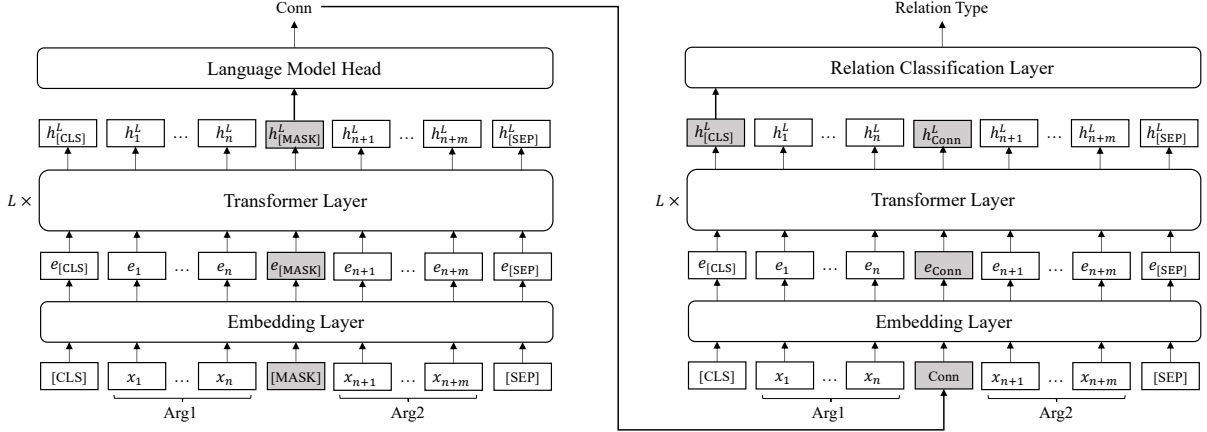 Conn
Language Model Head
h^L_[CLS] h^L_1 … h^L_n h^L_[MASK] h^L_{n+1} … h^L_{n+m} h^L_[SEP]
L × Transformer Layer
e_[CLS] e_1 … e_n e_[MASK] e_{n+1} … e_{n+m} e_[SEP]
Embedding Layer
[CLS] x_1 … x_n [MASK] x_{n+1} … x_{n+m} [SEP]
Arg1 Arg2
Relation Type
Relation Classification Layer
h^L_[CLS] h^L_1 … h^L_n h^L_Conn h^L_{n+1} … h^L_{n+m} h^L_[SEP]
L × Transformer Layer
e_[CLS] e_1 … e_n e_Conn e_{n+1} … e_{n+m} e_[SEP]
Embedding Layer
[CLS] x_1 … x_n Conn x_{n+1} … x_{n+m} [SEP]
Arg1 Arg2